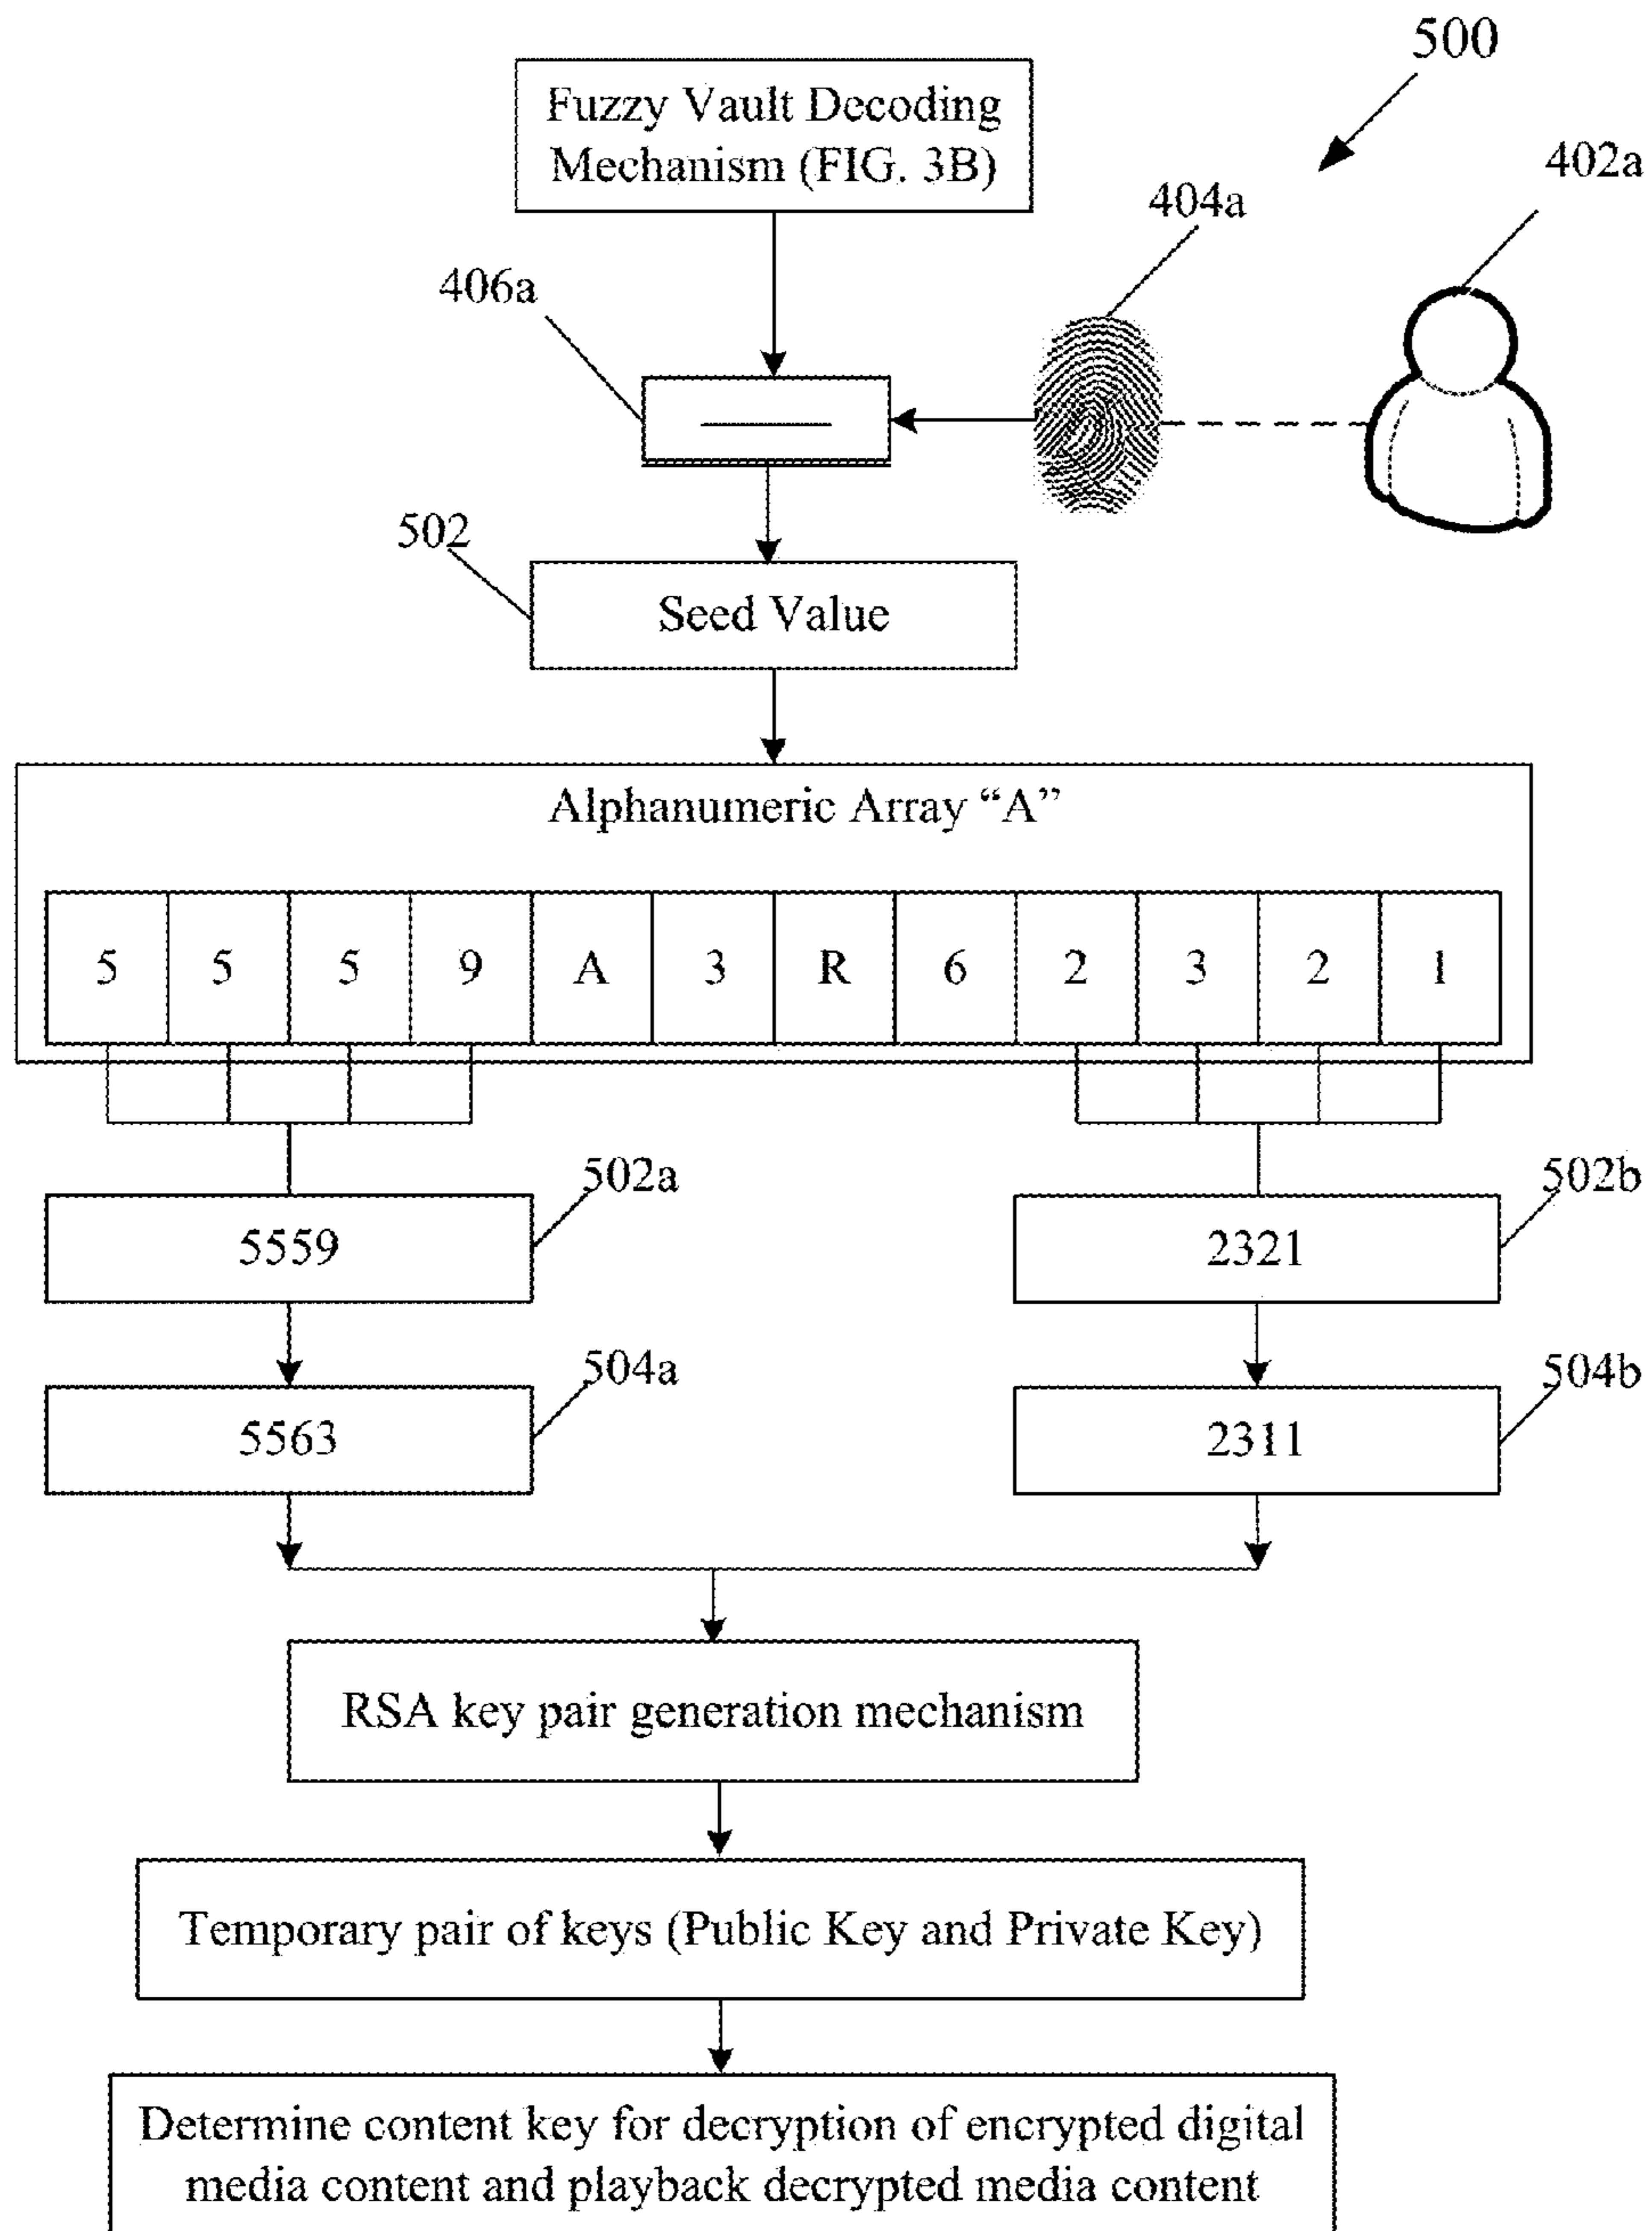 500
Fuzzy Vault Decoding
Mechanism (FIG. 3B)
402a
404a
406a
502
Seed Value
Alphanumeric Array “A”
5 5 5 9 A 3 R 6 2 3 2 1
502a
502b
5559
2321
504a
504b
5563
2311
RSA key pair generation mechanism
Temporary pair of keys (Public Key and Private Key)
Determine content key for decryption of encrypted digital
media content and playback decrypted media content